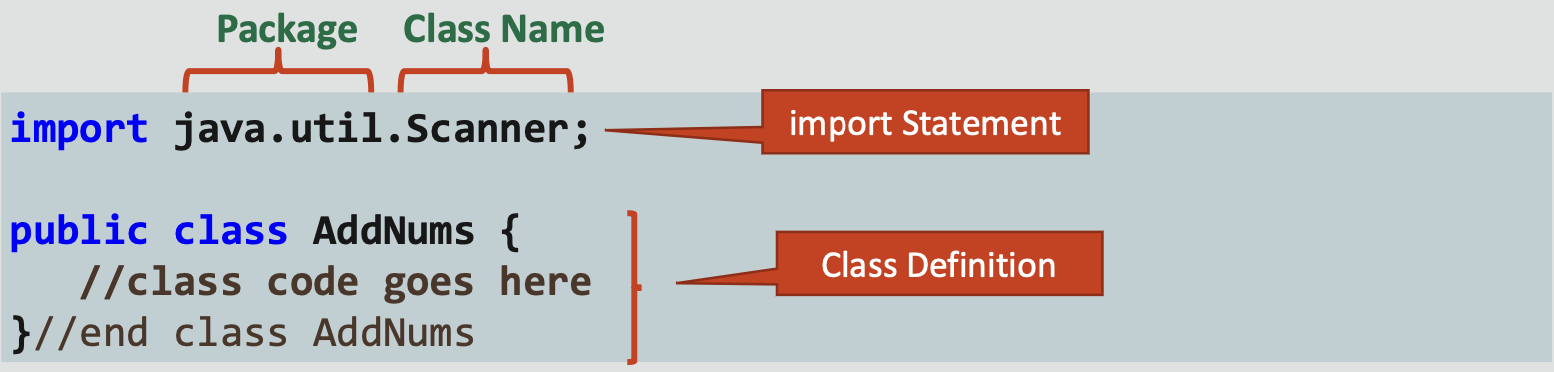 Package Class Name
import java.util.Scanner;
import Statement
public class AddNums {
//class code goes here
Class Definition
}//end class AddNums